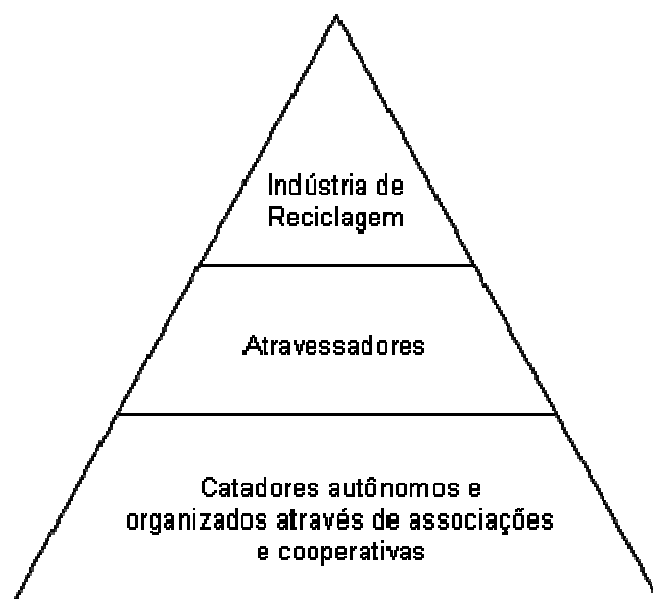 Indústria de
Reciclagem
Atravessadores
Catadores autônomos e
organizados através de associações
e cooperativas